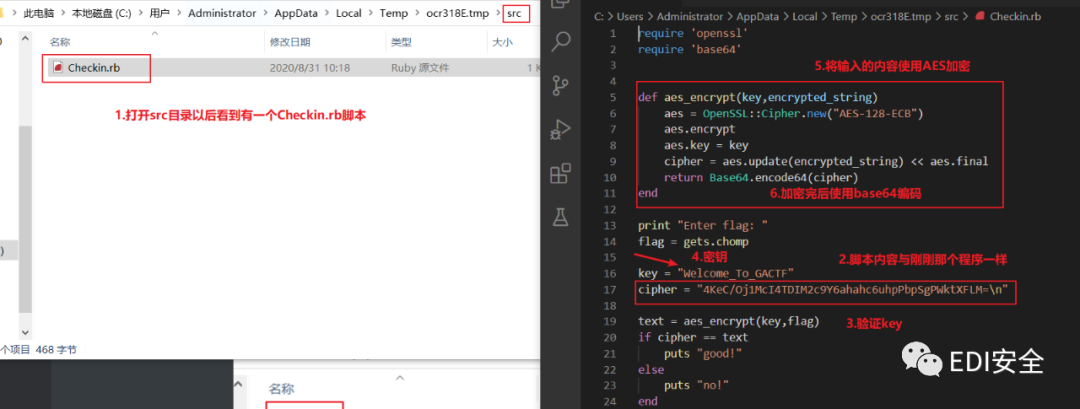 此电脑 > 本地磁盘 (C:) > 用户 > Administrator > AppData > Local > Temp > ocr318E.tmp > src
名称 修改日期 类型 大小
Checkin.rb 2020/8/31 10:18 Ruby 源文件 1 K
1.打开src目录以后看到有一个Checkin.rb脚本
个项目 468 字节
名称
C: > Users > Administrator > AppData > Local > Temp > ocr318E.tmp > src > Checkin.rb
1 require 'openssl'
2 require 'base64'
3
5.将输入的内容使用AES加密
4
5 def aes_encrypt(key,encrypted_string)
6 aes = OpenSSL::Cipher.new("AES-128-ECB")
7 aes.encrypt
8 aes.key = key
9 cipher = aes.update(encrypted_string) << aes.final
10 return Base64.encode64(cipher)
11 end
6.加密完后使用base64编码
12
13 print "Enter flag: "
14 flag = gets.chomp
15
4.密钥
2.脚本内容与刚刚那个程序一样
16 key = "Welcome_To_GACTF"
17 cipher = "4KeC/Oj1McI4TDIM2c9Y6ahahc6uhpPbpSgPWktXFLM=\n"
18
19 text = aes_encrypt(key,flag)
3.验证key
20 if cipher == text
21 puts "good!"
22 else
23 puts "no!"
24 end
EDI安全